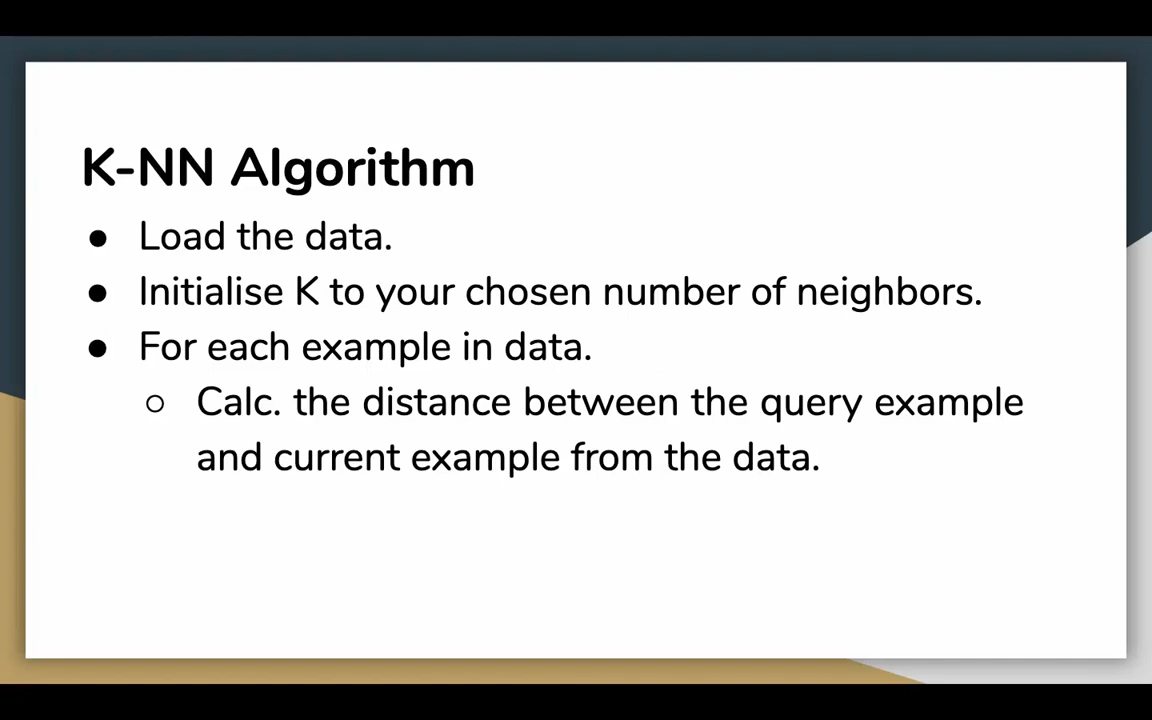 K-NN Algorithm
● Load the data.
● Initialise K to your chosen number of neighbors.
● For each example in data.
○ Calc. the distance between the query example
and current example from the data.